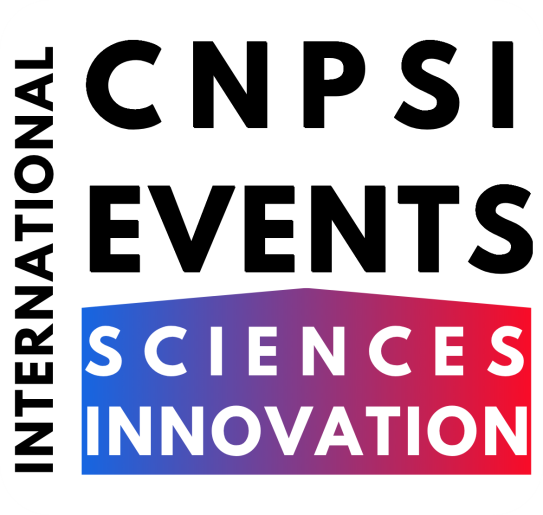 INTERNATIONAL
CNPSI
EVENTS
SCIENCES
INNOVATION